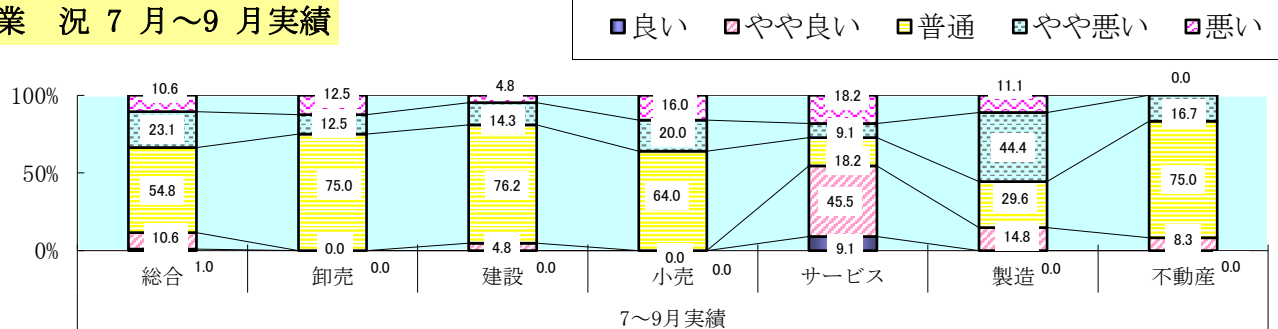 業 況 7 月～9 月実績
良い やや良い 普通 やや悪い 悪い
100%
50%
0%
10.6 12.5 4.8 16.0 18.2 11.1 0.0
23.1 12.5 14.3 20.0 9.1 44.4 16.7
54.8 75.0 76.2 64.0 18.2 29.6 75.0
10.6 0.0 4.8 0.0 45.5 14.8 8.3
1.0 0.0 0.0 0.0 9.1 0.0 0.0
総合 卸売 建設 小売 サービス 製造 不動産
7～9月実績